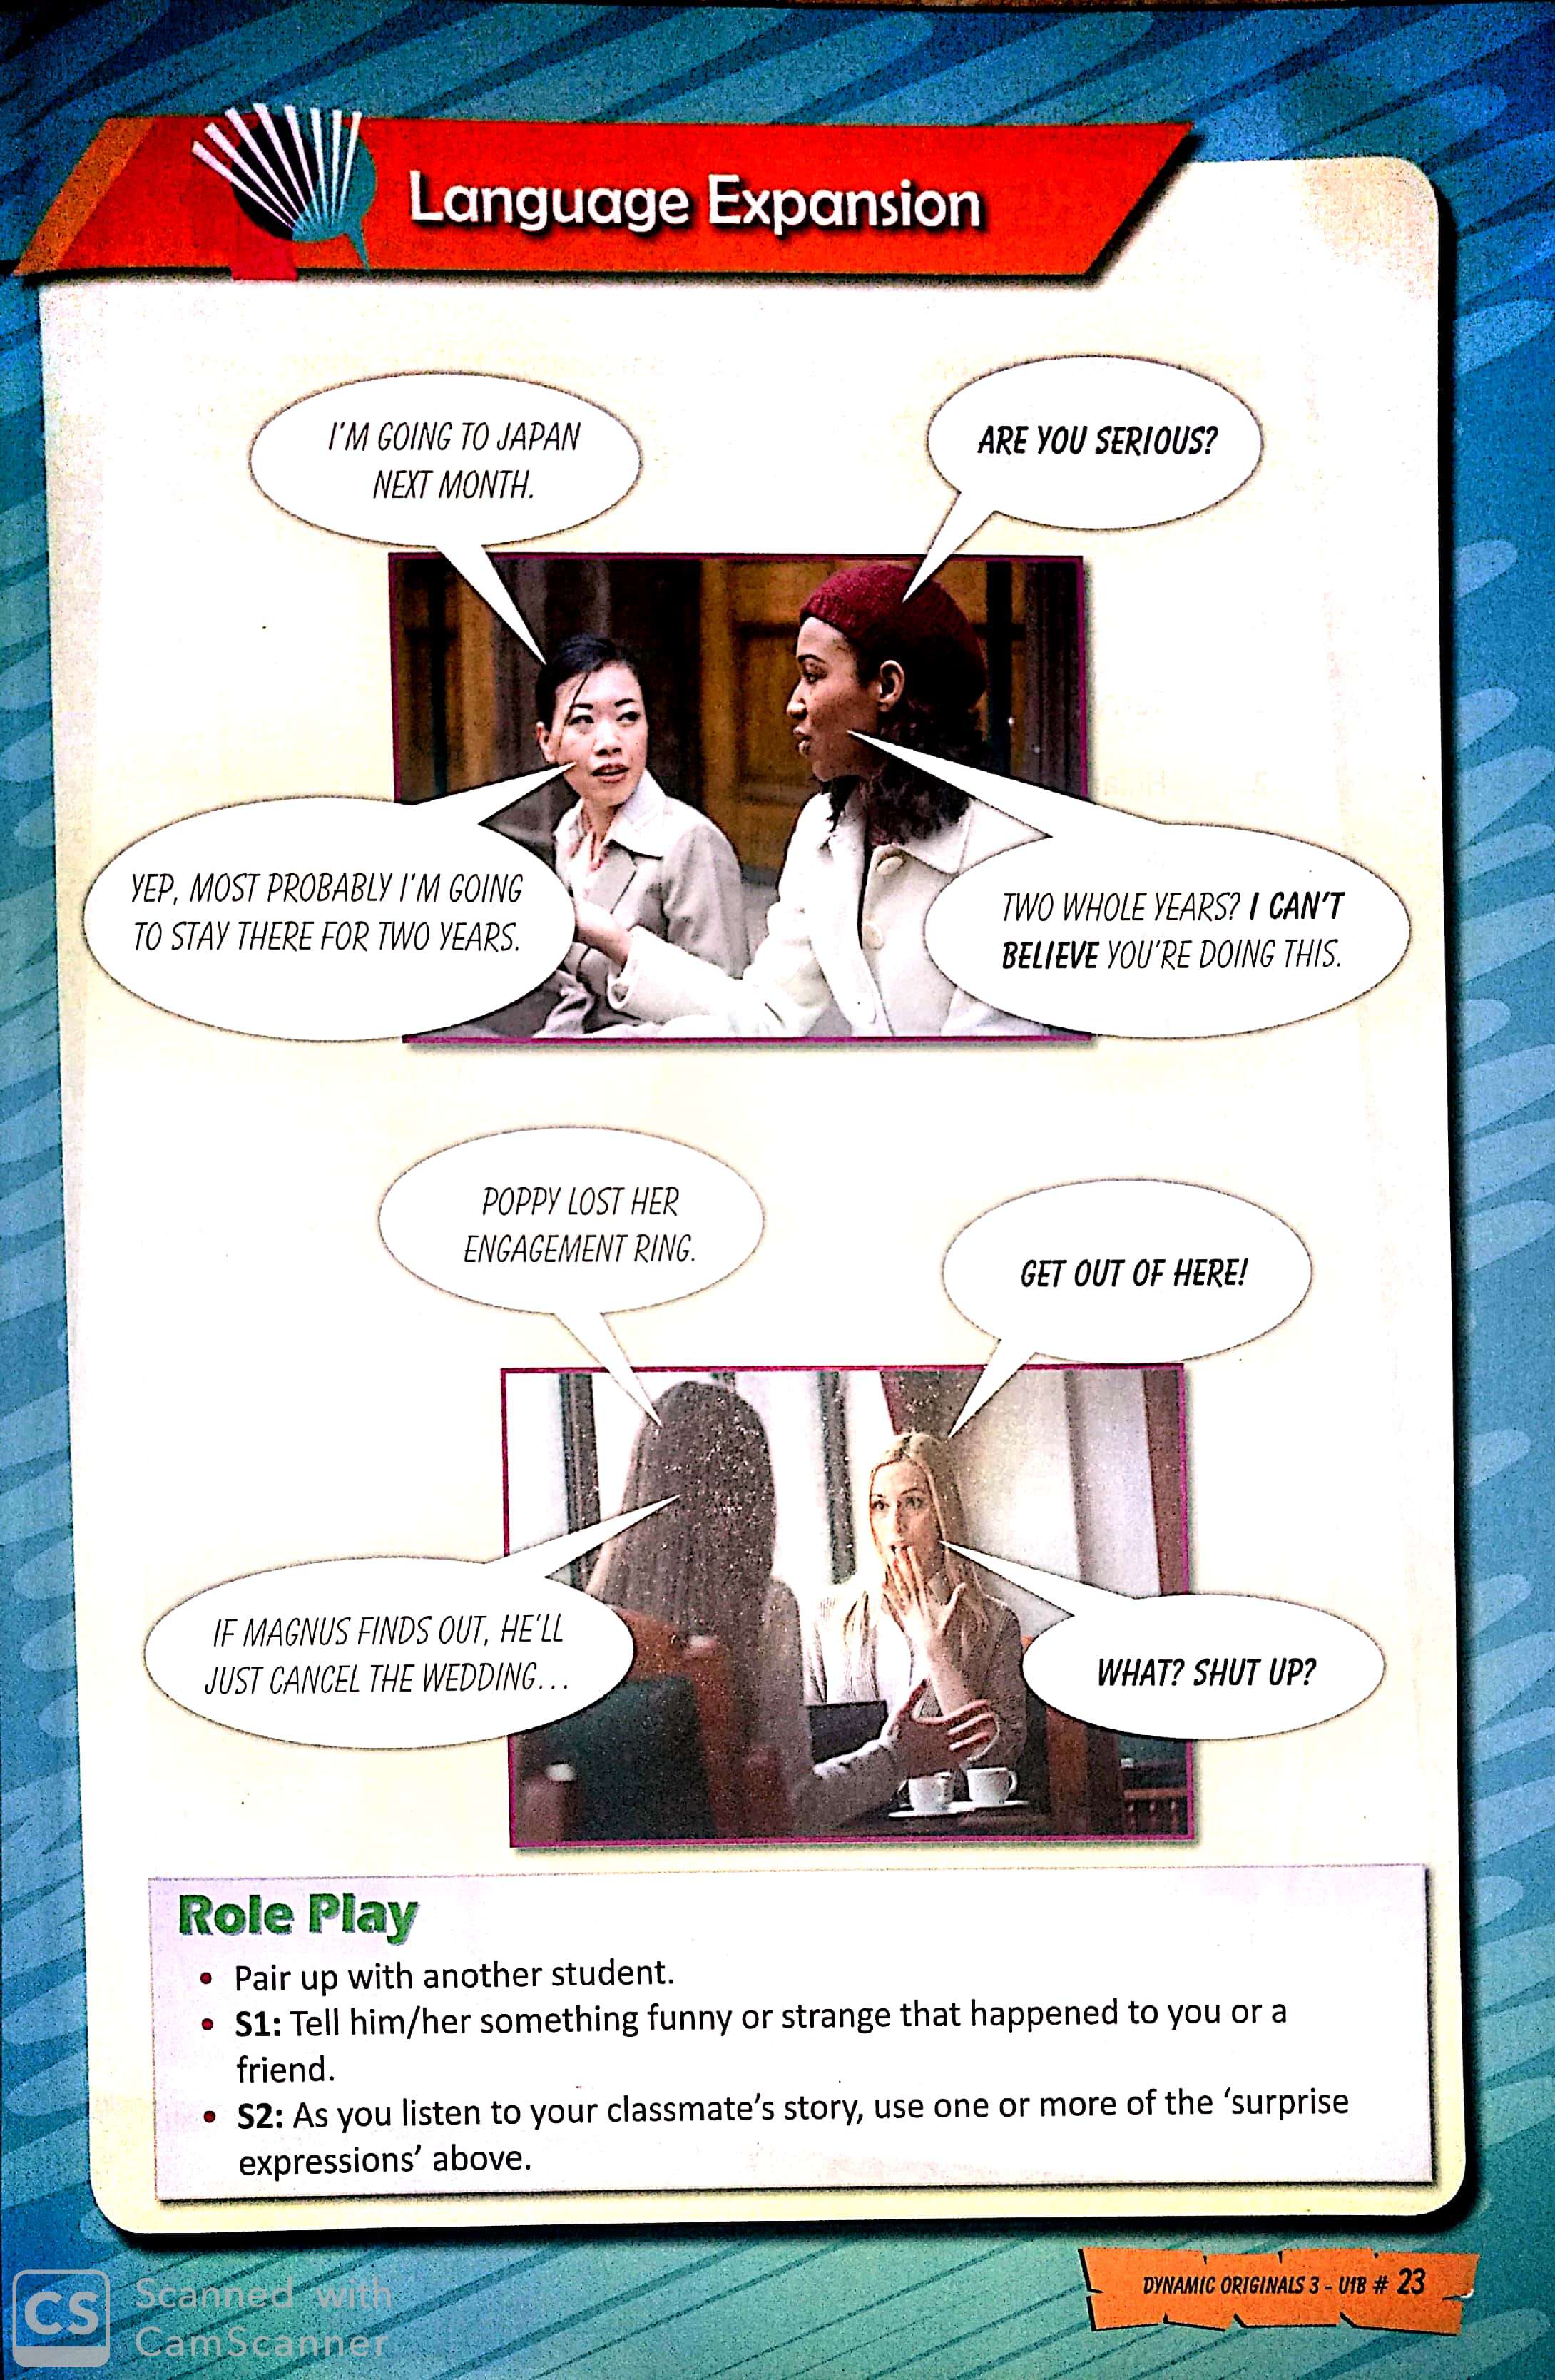 Language Expansion
I'M GOING TO JAPAN
NEXT MONTH.
ARE YOU SERIOUS?
YEP, MOST PROBABLY I'M GOING
TO STAY THERE FOR TWO YEARS.
TWO WHOLE YEARS? I CAN'T
BELIEVE YOU'RE DOING THIS.
POPPY LOST HER
ENGAGEMENT RING.
GET OUT OF HERE!
IF MAGNUS FINDS OUT, HE'LL
JUST CANCEL THE WEDDING...
WHAT? SHUT UP?
Role Play
• Pair up with another student.
• S1: Tell him/her something funny or strange that happened to you or a
friend.
• S2: As you listen to your classmate's story, use one or more of the ‘surprise
expressions’ above.
DYNAMIC ORIGINALS 3 - U1B # 23
CS
Scanned with
CamScanner